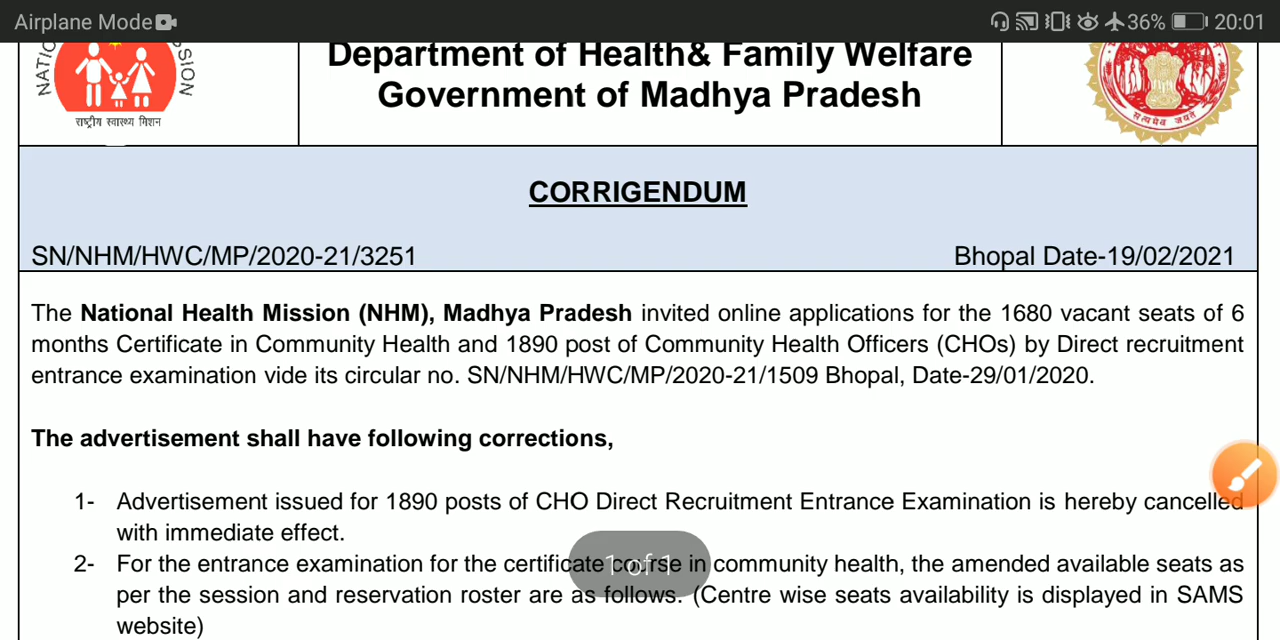 Airplane Mode
36% 20:01
Department of Health& Family Welfare
Government of Madhya Pradesh
राष्ट्रीय स्वास्थ्य मिशन
सत्यमेव जयते
CORRIGENDUM
SN/NHM/HWC/MP/2020-21/3251 Bhopal Date-19/02/2021
The National Health Mission (NHM), Madhya Pradesh invited online applications for the 1680 vacant seats of 6
months Certificate in Community Health and 1890 post of Community Health Officers (CHOs) by Direct recruitment
entrance examination vide its circular no. SN/NHM/HWC/MP/2020-21/1509 Bhopal, Date-29/01/2020.
The advertisement shall have following corrections,
1- Advertisement issued for 1890 posts of CHO Direct Recruitment Entrance Examination is hereby cancelled
with immediate effect.
2- For the entrance examination for the certificate course in community health, the amended available seats as
per the session and reservation roster are as follows. (Centre wise seats availability is displayed in SAMS
website)
1 of 1